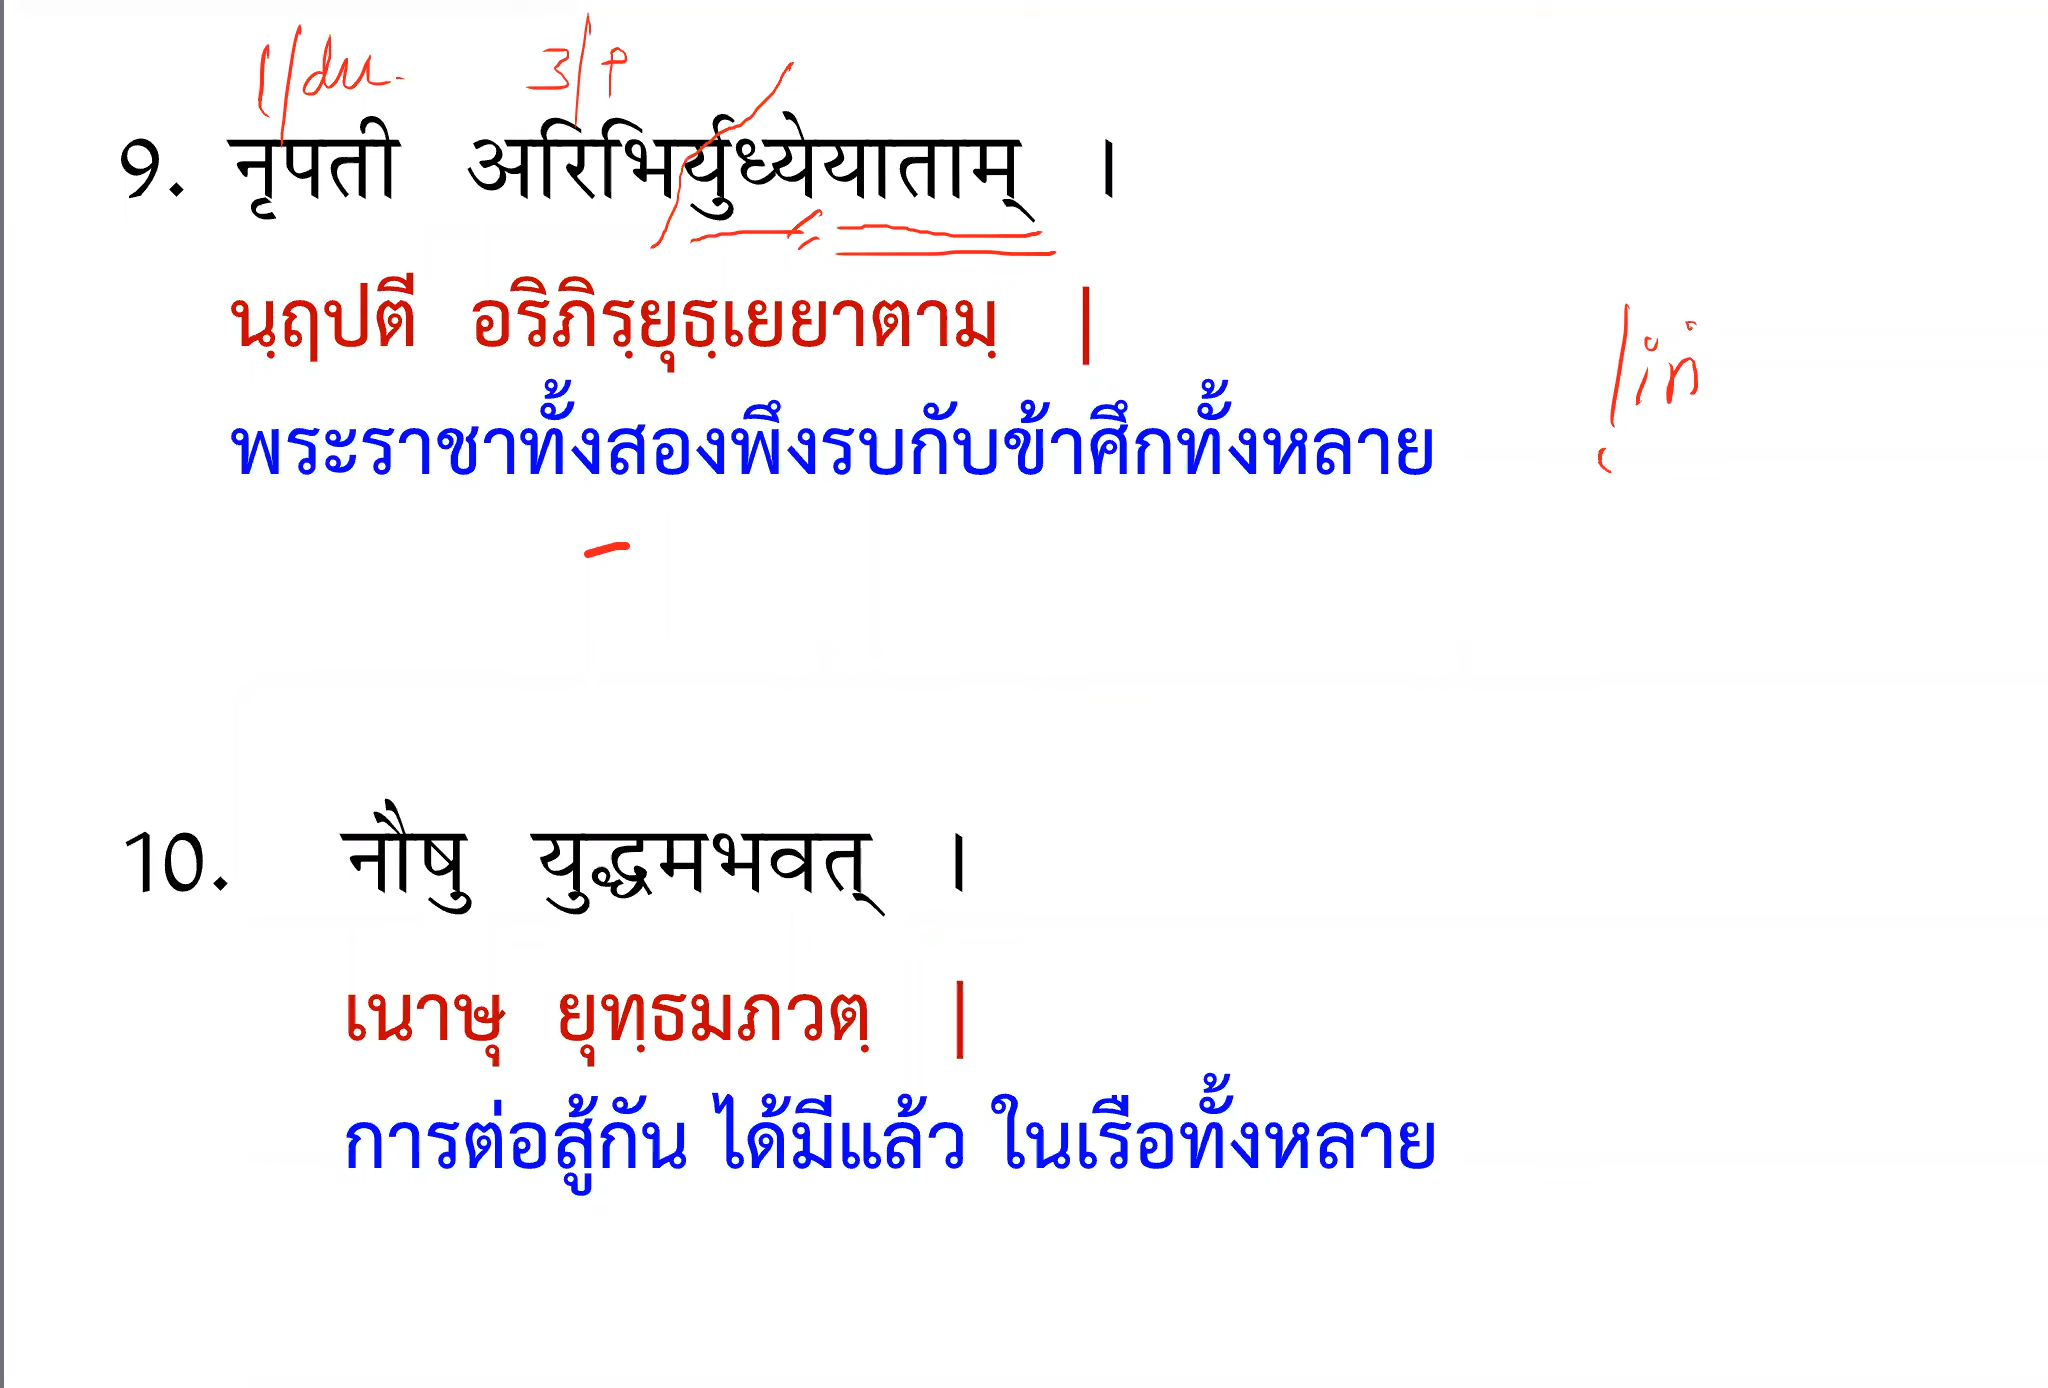 1/du. 3/P
9. नृपती अरिभिर्युध्येयाताम् ।
นฺฤปตี อริภิรฺยุธฺเยยาตามฺ |
พระราชาทั้งสองพึงรบกับข้าศึกทั้งหลาย
10. नौषु युद्धमभवत् ।
เนาษุ ยุทฺธมภวตฺ |
การต่อสู้กัน ได้มีแล้ว ในเรือทั้งหลาย